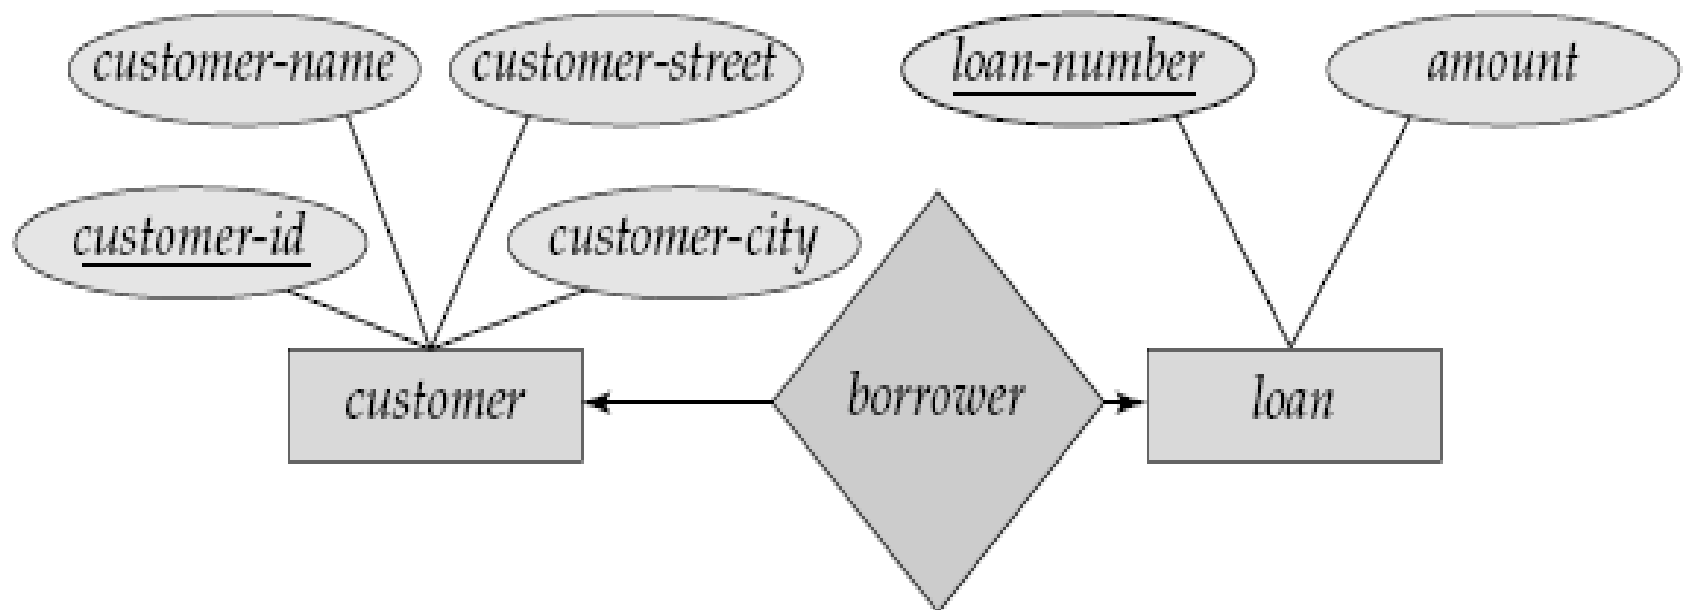 customer-name
customer-street
loan-number
amount
customer-id
customer-city
customer
borrower
loan